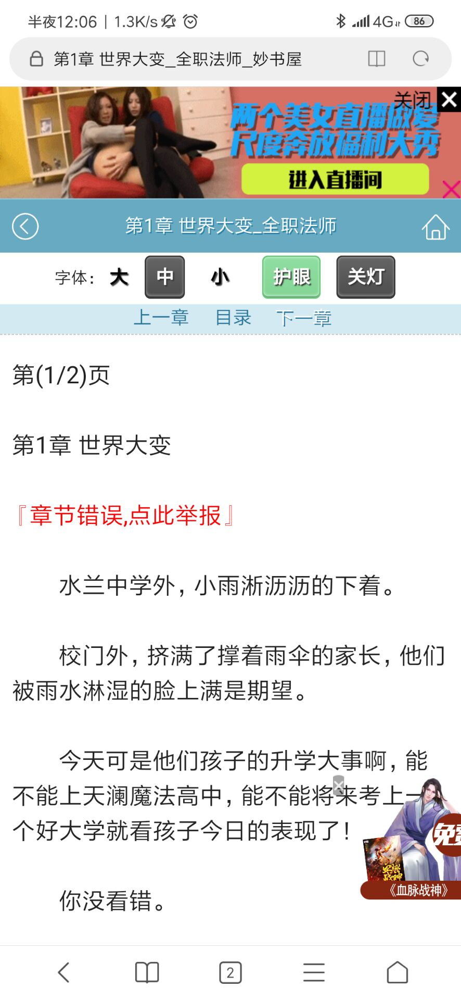 半夜12:06 | 1.3K/s 4G 86
第1章 世界大变_全职法师_妙书屋
关闭
两个美女直播做爱
尺度奔放福利大秀
进入直播间
第1章 世界大变_全职法师
字体： 大 中 小 护眼 关灯
上一章 目录 下一章
第(1/2)页
第1章 世界大变
『章节错误,点此举报』
水兰中学外，小雨淅沥沥的下着。
校门外，挤满了撑着雨伞的家长，他们
被雨水淋湿的脸上满是期望。
今天可是他们孩子的升学大事啊，能
不能上天澜魔法高中，能不能将来考上一
个好大学就看孩子今日的表现了！
免费
血脉
战神
《血脉战神》
你没看错。
2